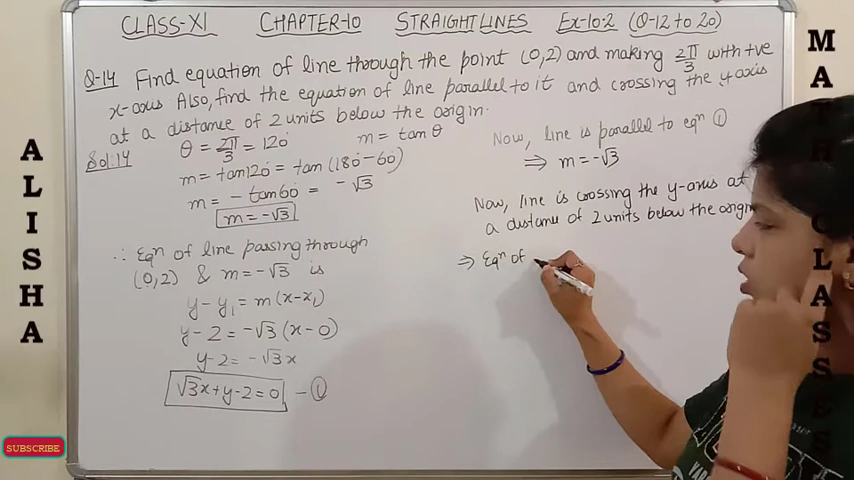 CLASS-XI CHAPTER-10 STRAIGHT LINES Ex-10.2 (Q-12 to 20)
Q-14 Find equation of line through the point (0,2) and making 2π/3 with +ve
x-axis Also, find the equation of line parallel to it and crossing the y axis
at a distance of 2 units below the origin.
Sol:14
θ = 2π/3 = 120° m = tan θ
m = tan120° = tan (180°-60°)
m = - tan60° = -√3
m = -√3
∴ Eqⁿ of line passing through
(0,2) & m = -√3 is
y-y₁ = m(x-x₁)
y-2 = -√3 (x-0)
y-2 = -√3x
√3x+y-2=0 - ①
Now, line is parallel to eqⁿ ①
⇒ m = -√3
Now, line is crossing the y-axis at
a distance of 2 units below the origin
⇒ Eqⁿ of
ALISHA
MATH
CLASSES
SUBSCRIBE